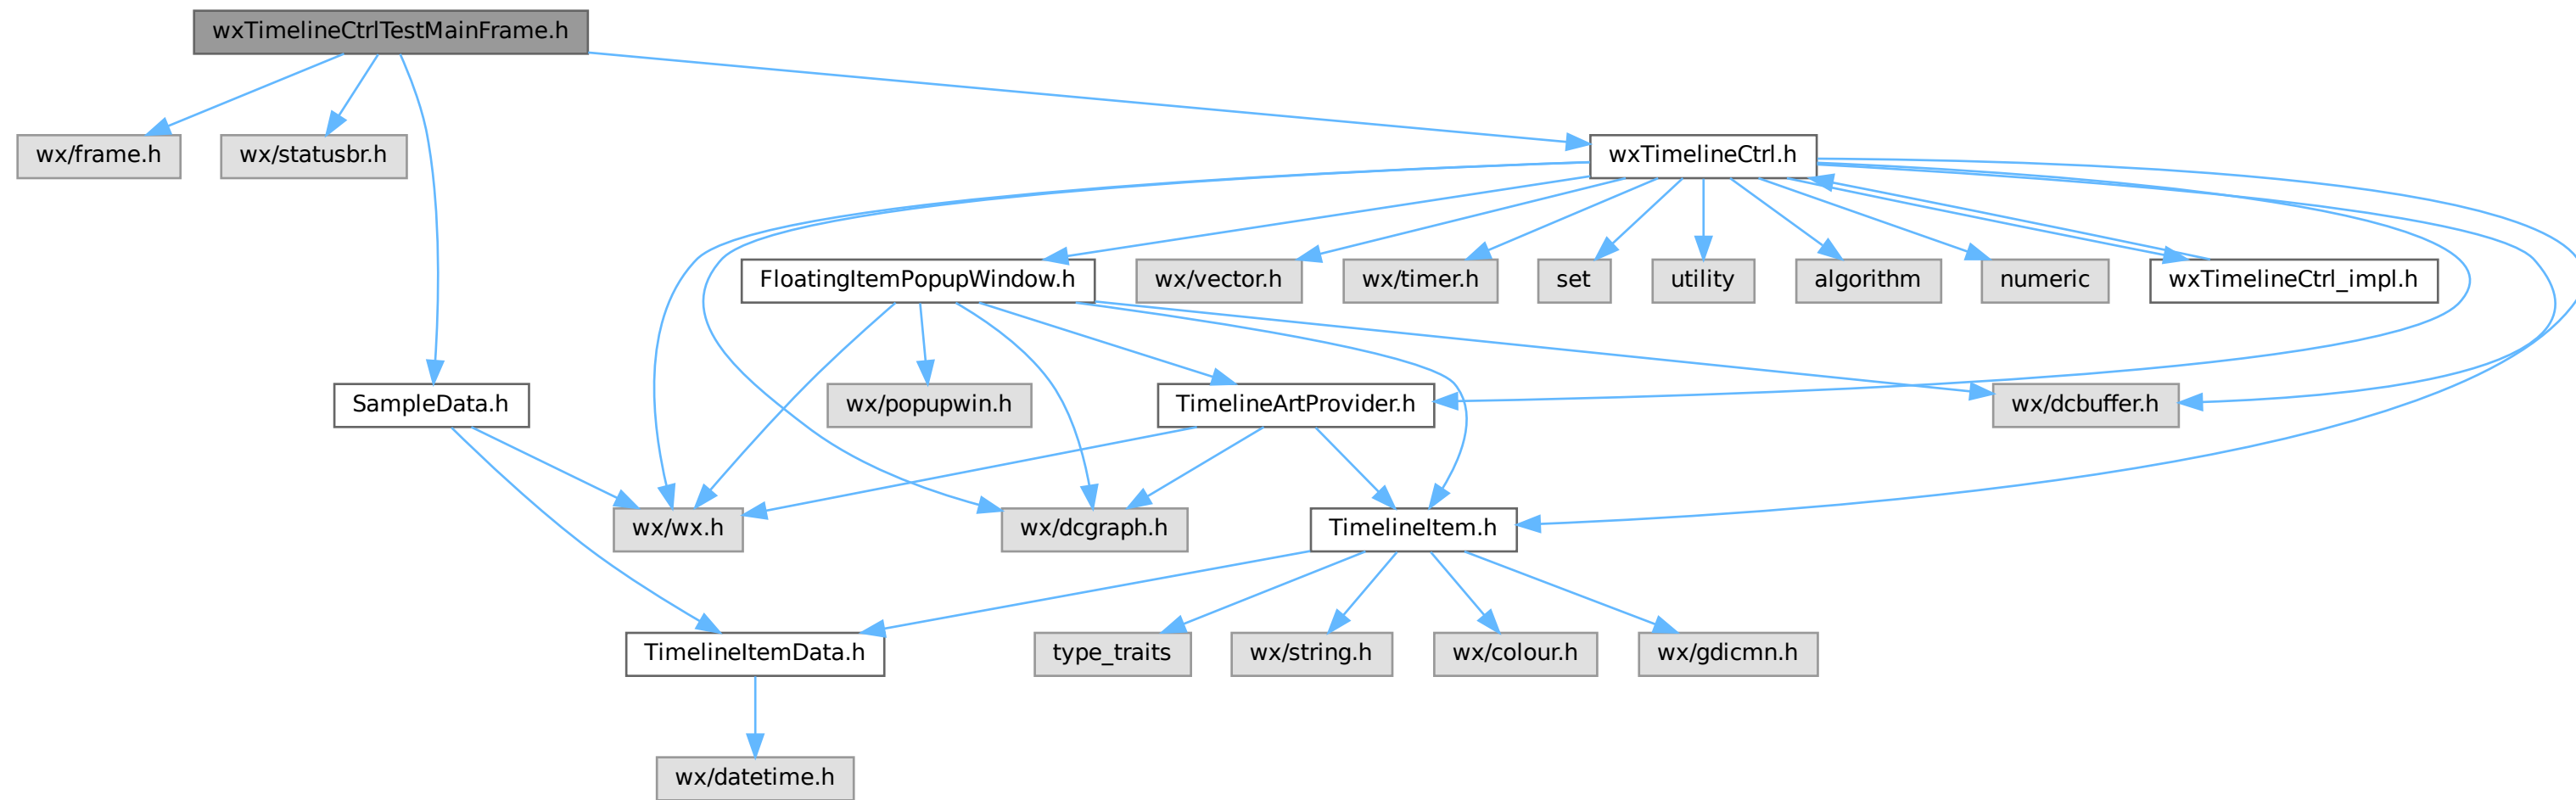 wxTimelineCtrlTestMainFrame.h
wx/frame.h
wx/statusbr.h
wxTimelineCtrl.h
FloatingItemPopupWindow.h
wx/vector.h
wx/timer.h
set
utility
algorithm
numeric
wxTimelineCtrl_impl.h
SampleData.h
wx/popupwin.h
TimelineArtProvider.h
wx/dcbuffer.h
wx/wx.h
wx/dcgraph.h
TimelineItem.h
TimelineItemData.h
type_traits
wx/string.h
wx/colour.h
wx/gdicmn.h
wx/datetime.h